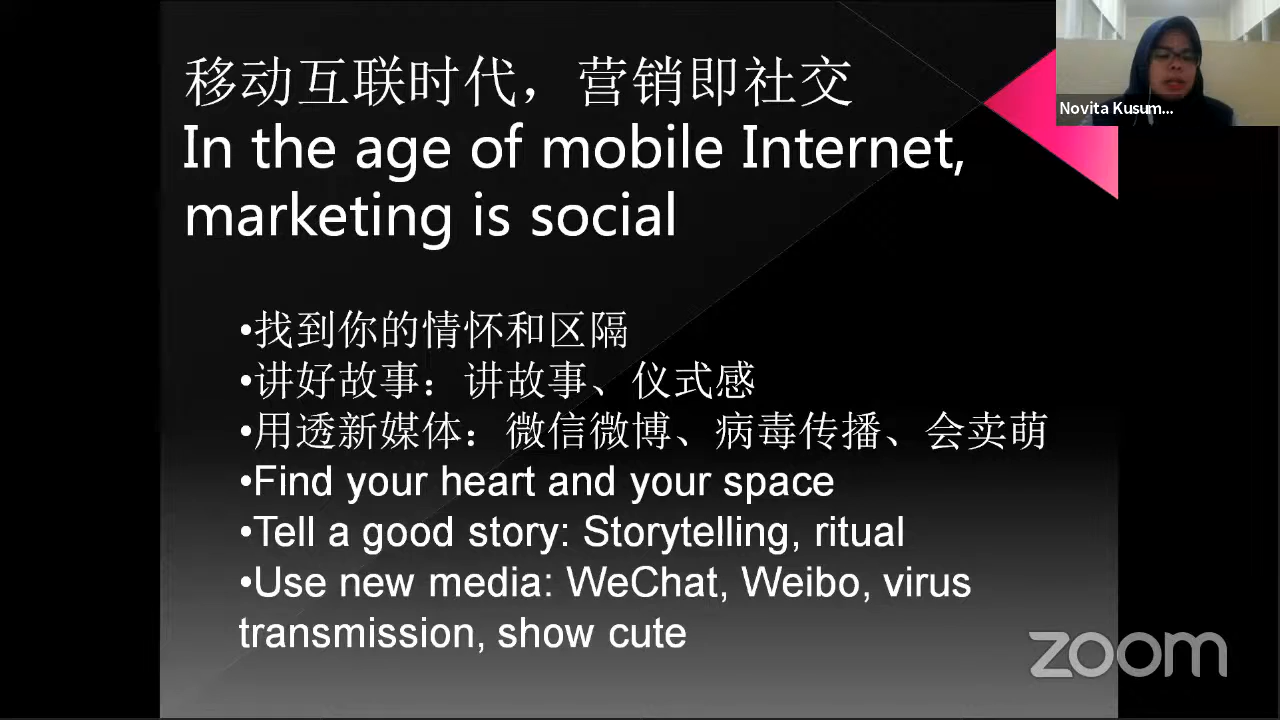 移动互联时代，营销即社交
In the age of mobile Internet,
marketing is social
Novita Kusum...
•找到你的情怀和区隔
•讲好故事：讲故事、仪式感
•用透新媒体：微信微博、病毒传播、会卖萌
•Find your heart and your space
•Tell a good story: Storytelling, ritual
•Use new media: WeChat, Weibo, virus
transmission, show cute
zoom